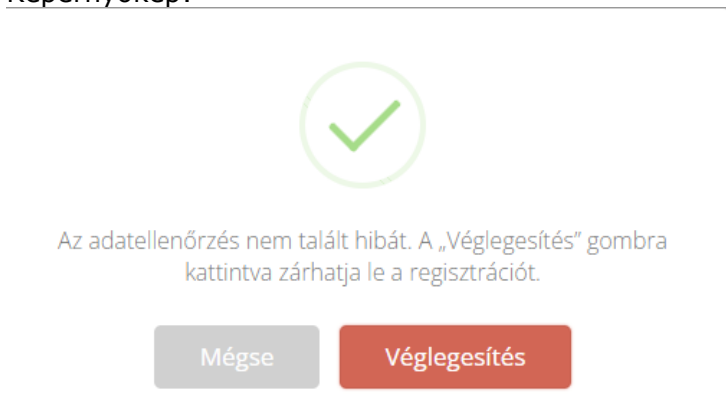 Az adatellenőrzés nem talált hibát. A „Véglegesítés” gombra
kattintva zárhatja le a regisztrációt.
Mégse
Véglegesítés